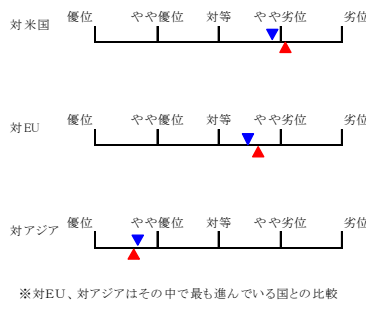 対米国 優位 やや優位 対等 やや劣位 劣位
対EU 優位 やや優位 対等 やや劣位 劣位
対アジア 優位 やや優位 対等 やや劣位 劣位
※対EU、対アジアはその中で最も進んでいる国との比較